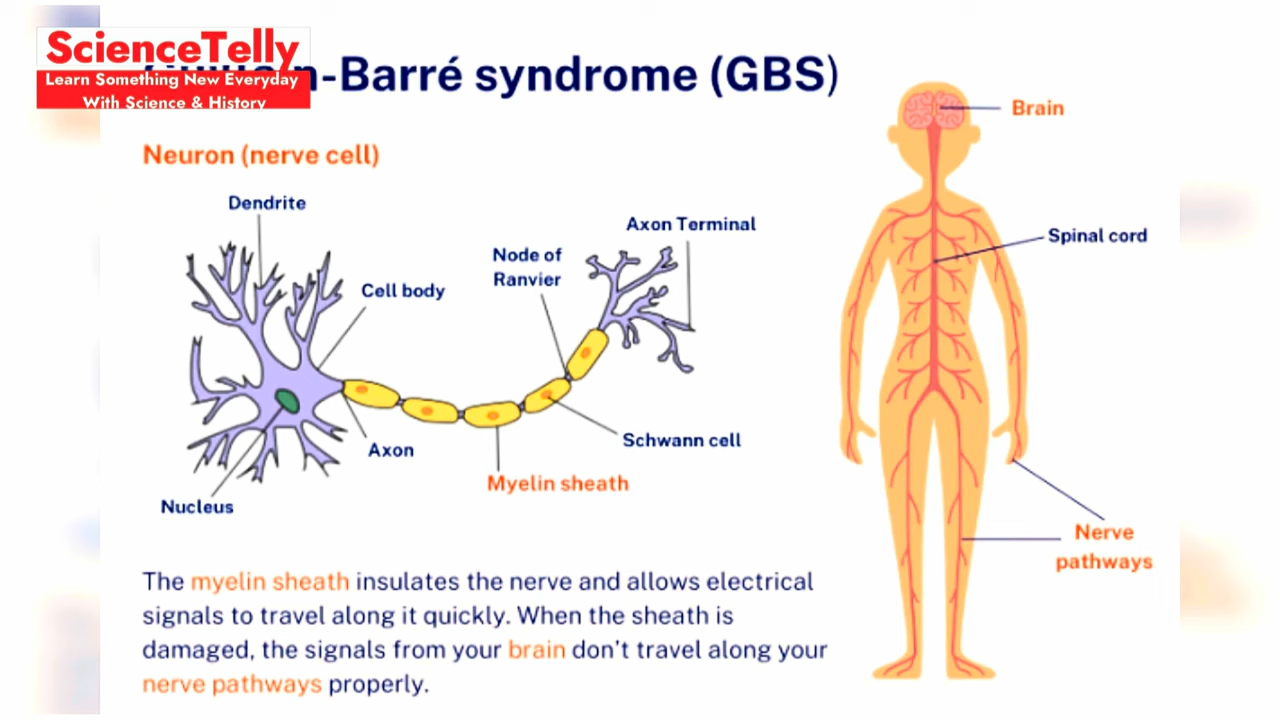 ScienceTelly
Learn Something New Everyday
With Science & History
n-Barré syndrome (GBS)
Neuron (nerve cell)
Dendrite
Cell body
Node of
Ranvier
Axon Terminal
Axon
Schwann cell
Myelin sheath
Nucleus
Brain
Spinal cord
Nerve
pathways
The myelin sheath insulates the nerve and allows electrical
signals to travel along it quickly. When the sheath is
damaged, the signals from your brain don't travel along your
nerve pathways properly.